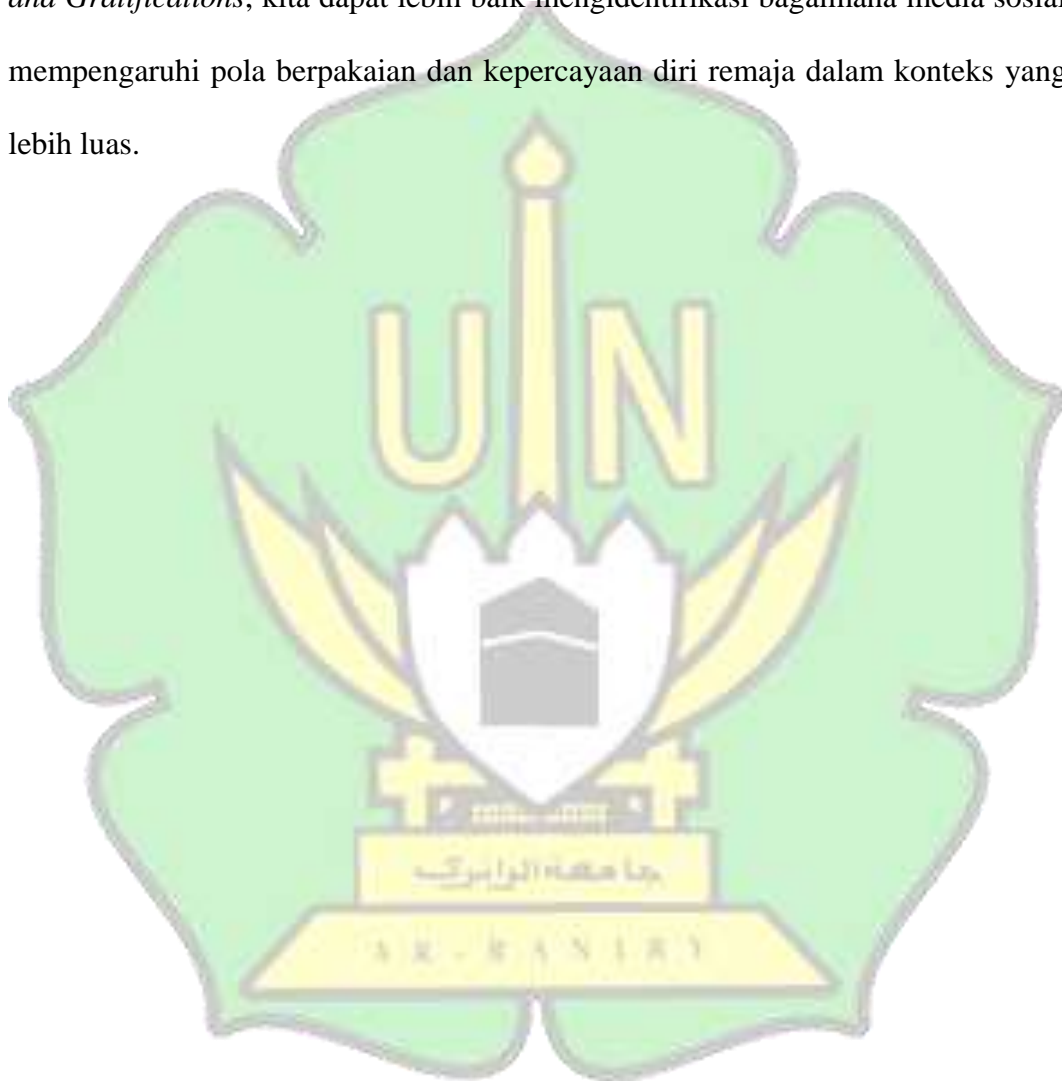 and Gratifications, kita dapat lebih baik mengidentifikasi bagaimana media sosial
mempengaruhi pola berpakaian dan kepercayaan diri remaja dalam konteks yang
lebih luas.
UIN
جامعة الرانيري
AR-RANIRY